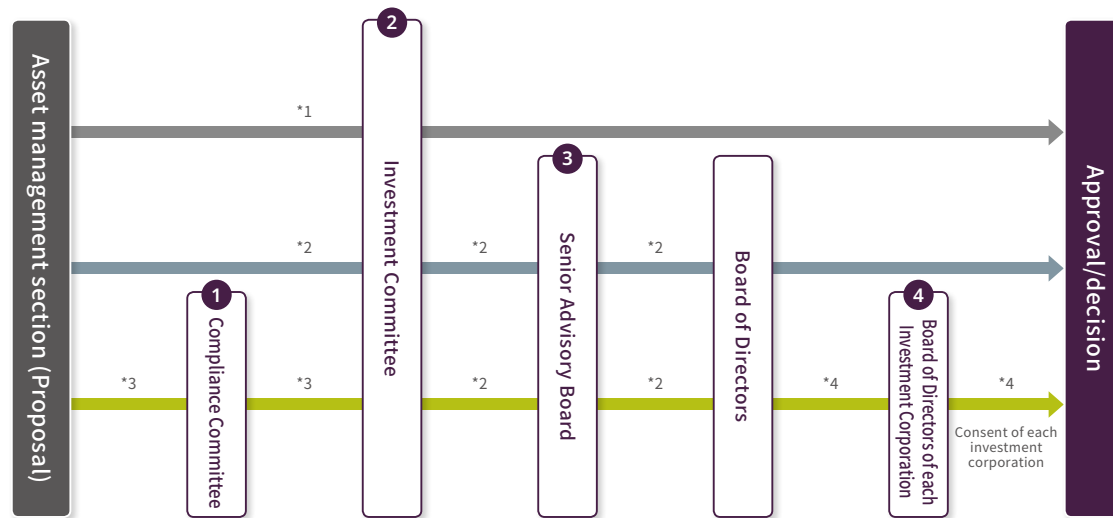 Asset management section (Proposal)
*3
1
Compliance Committee
*1
*2
*3
2
Investment Committee
*2
*2
3
Senior Advisory Board
*2
*2
Board of Directors
*4
4
Board of Directors of each
Investment Corporation
*4
Consent of each
investment
corporation
Approval/decision